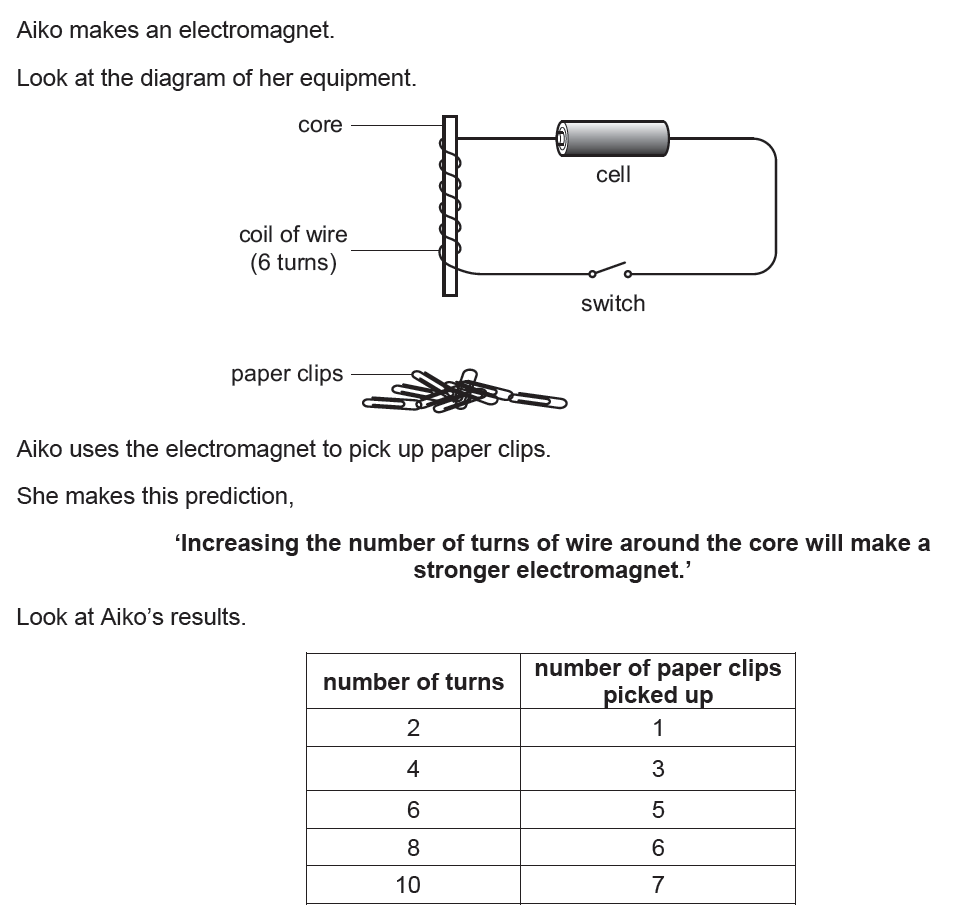 Aiko makes an electromagnet.
Look at the diagram of her equipment.
core
cell
coil of wire
(6 turns)
switch
paper clips
Aiko uses the electromagnet to pick up paper clips.
She makes this prediction,
‘Increasing the number of turns of wire around the core will make a
stronger electromagnet.’
Look at Aiko’s results.
number of turns
number of paper clips
picked up
2 1
4 3
6 5
8 6
10 7